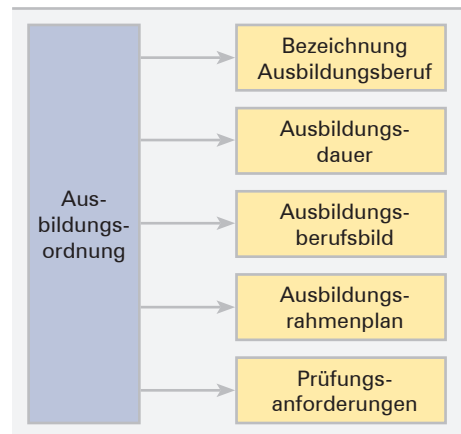 Aus-
bildungs-
ordnung
Bezeichnung
Ausbildungsberuf
Ausbildungs-
dauer
Ausbildungs-
berufsbild
Ausbildungs-
rahmenplan
Prüfungs-
anforderungen